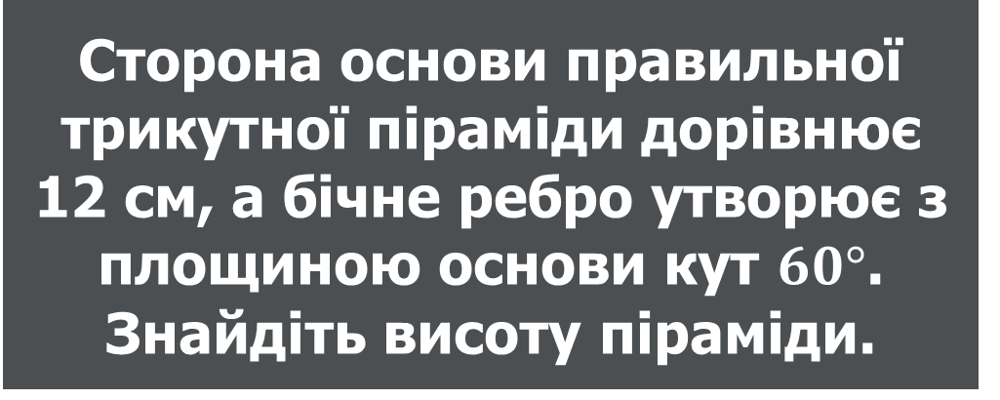 Сторона основи правильної
трикутної піраміди дорівнює
12 см, а бічне ребро утворює з
площиною основи кут 60°.
Знайдіть висоту піраміди.